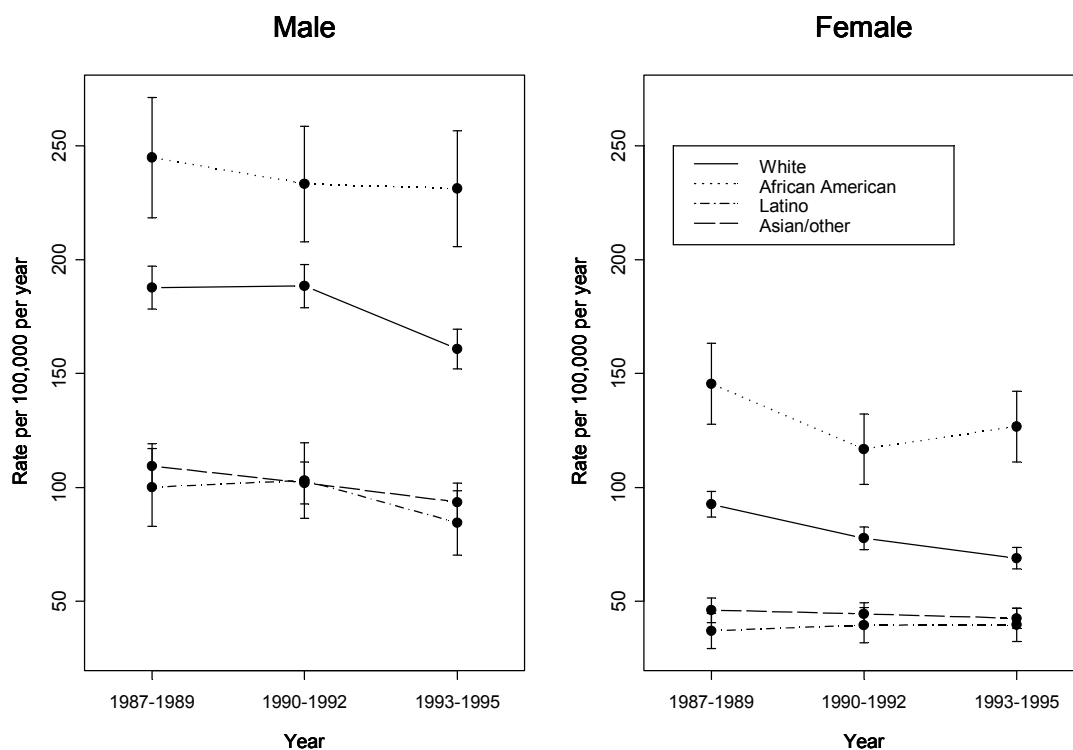 Male
Rate per 100,000 per year
250
200
150
100
50
1987-1989
1990-1992
1993-1995
Year
Female
Rate per 100,000 per year
250
200
150
100
50
White
African American
Latino
Asian/other
1987-1989
1990-1992
1993-1995
Year